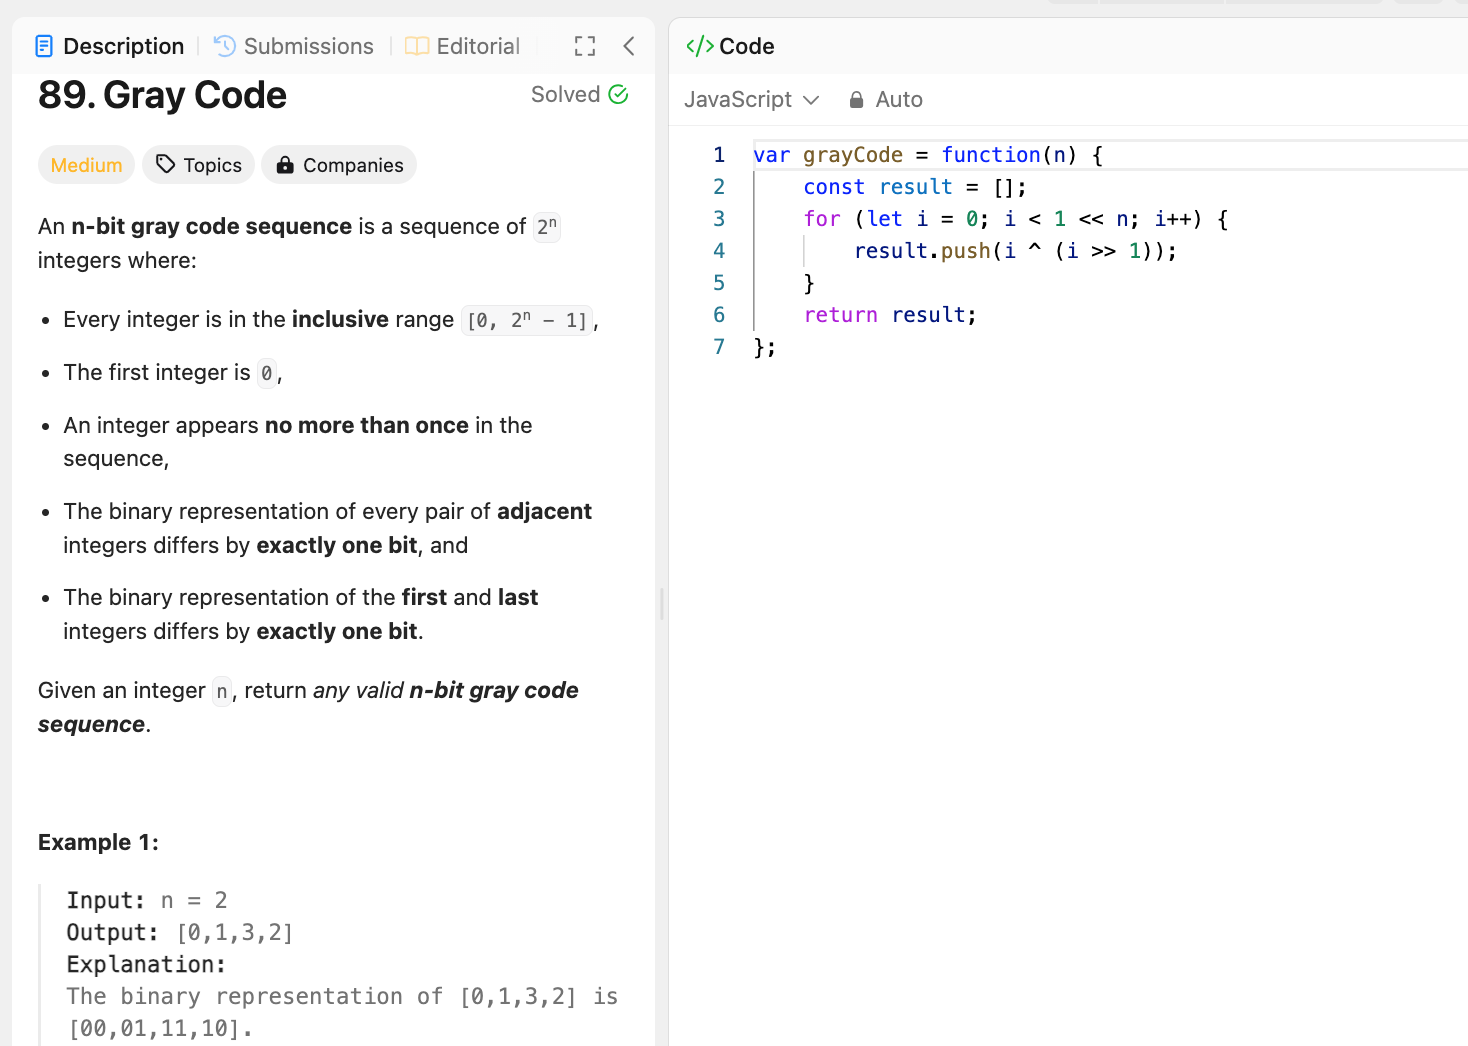 Description
Submissions
Editorial
89. Gray Code
Solved
Medium
Topics
Companies
An n-bit gray code sequence is a sequence of 2ⁿ
integers where:
• Every integer is in the inclusive range [0, 2ⁿ - 1],
• The first integer is 0,
• An integer appears no more than once in the
sequence,
• The binary representation of every pair of adjacent
integers differs by exactly one bit, and
• The binary representation of the first and last
integers differs by exactly one bit.
Given an integer n, return any valid n-bit gray code
sequence.
Example 1:
Input: n = 2
Output: [0,1,3,2]
Explanation:
The binary representation of [0,1,3,2] is
[00,01,11,10].
</> Code
JavaScript
Auto
1 var grayCode = function(n) {
2     const result = [];
3     for (let i = 0; i < 1 << n; i++) {
4         result.push(i ^ (i >> 1));
5     }
6     return result;
7 };